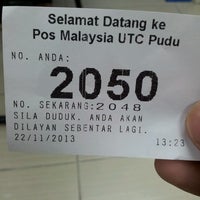 Selamat Datang ke
Pos Malaysia UTC Pudu
NO. ANDA:
2050
NO. SEKARANG:2048
SILA DUDUK. ANDA AKAN
DILAYAN SEBENTAR LAGI.
22/11/2013 13:23